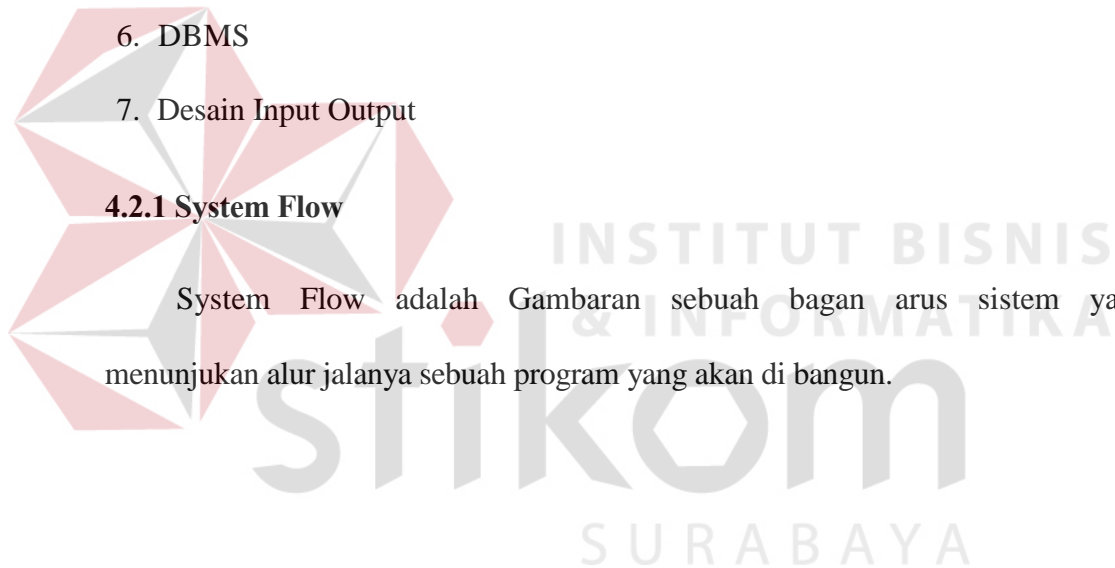 6. DBMS
7. Desain Input Output
4.2.1 System Flow
System Flow adalah Gambaran sebuah bagan arus sistem ya
menunjukan alur jalanya sebuah program yang akan di bangun.
INSTITUT BISNIS
& INFORMATIKA
stikom
SURABAYA